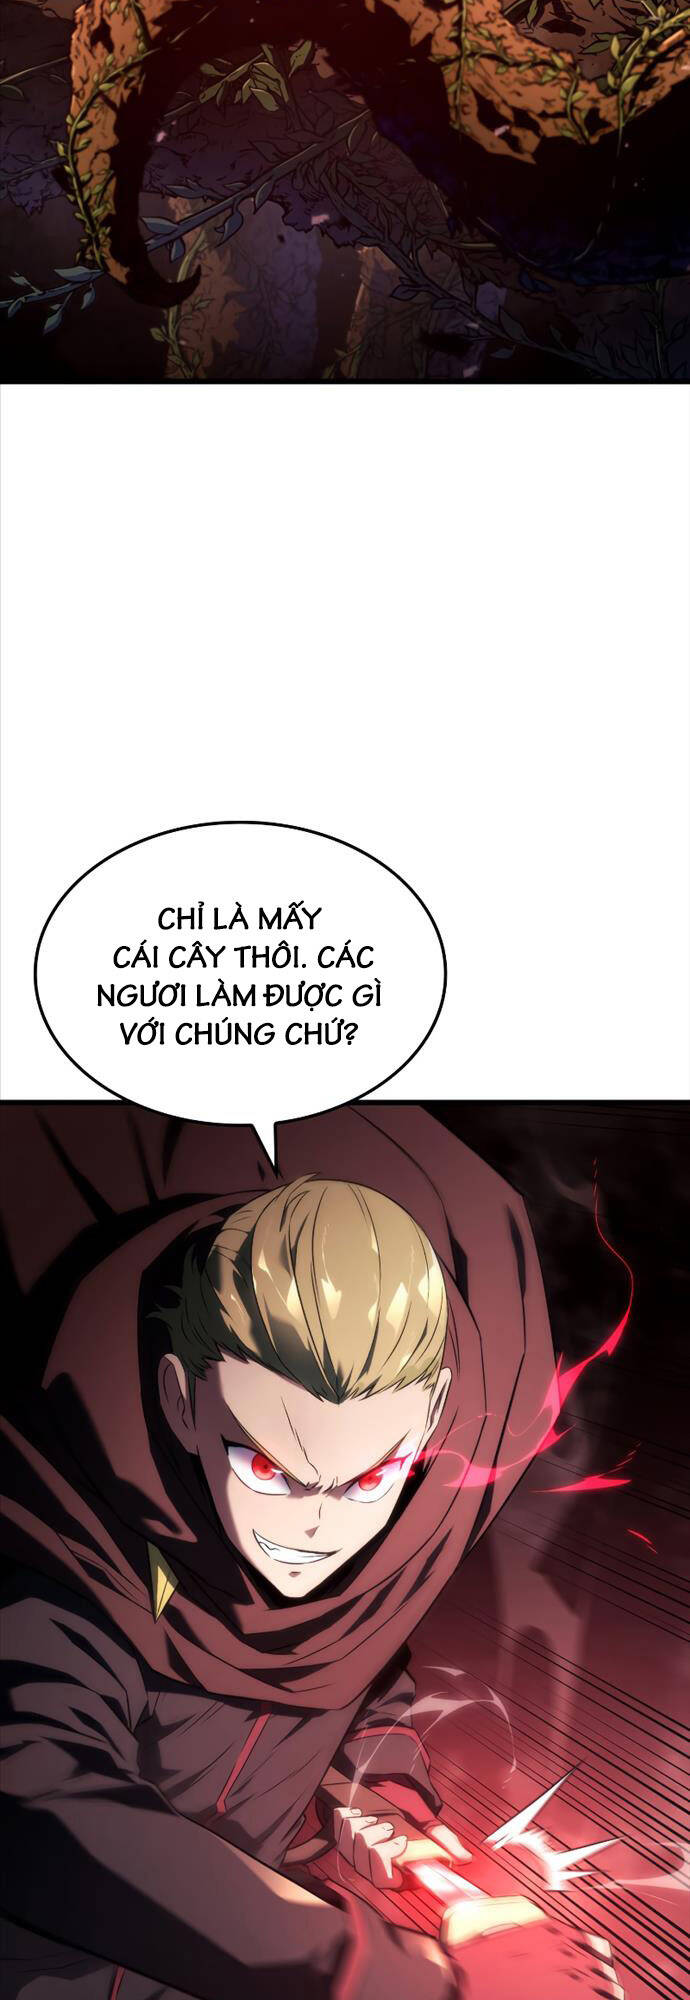 CHỈ LÀ MẤY
CÁI CÂY THÔI. CÁC
NGƯƠI LÀM ĐƯỢC GÌ
VỚI CHÚNG CHỨ?